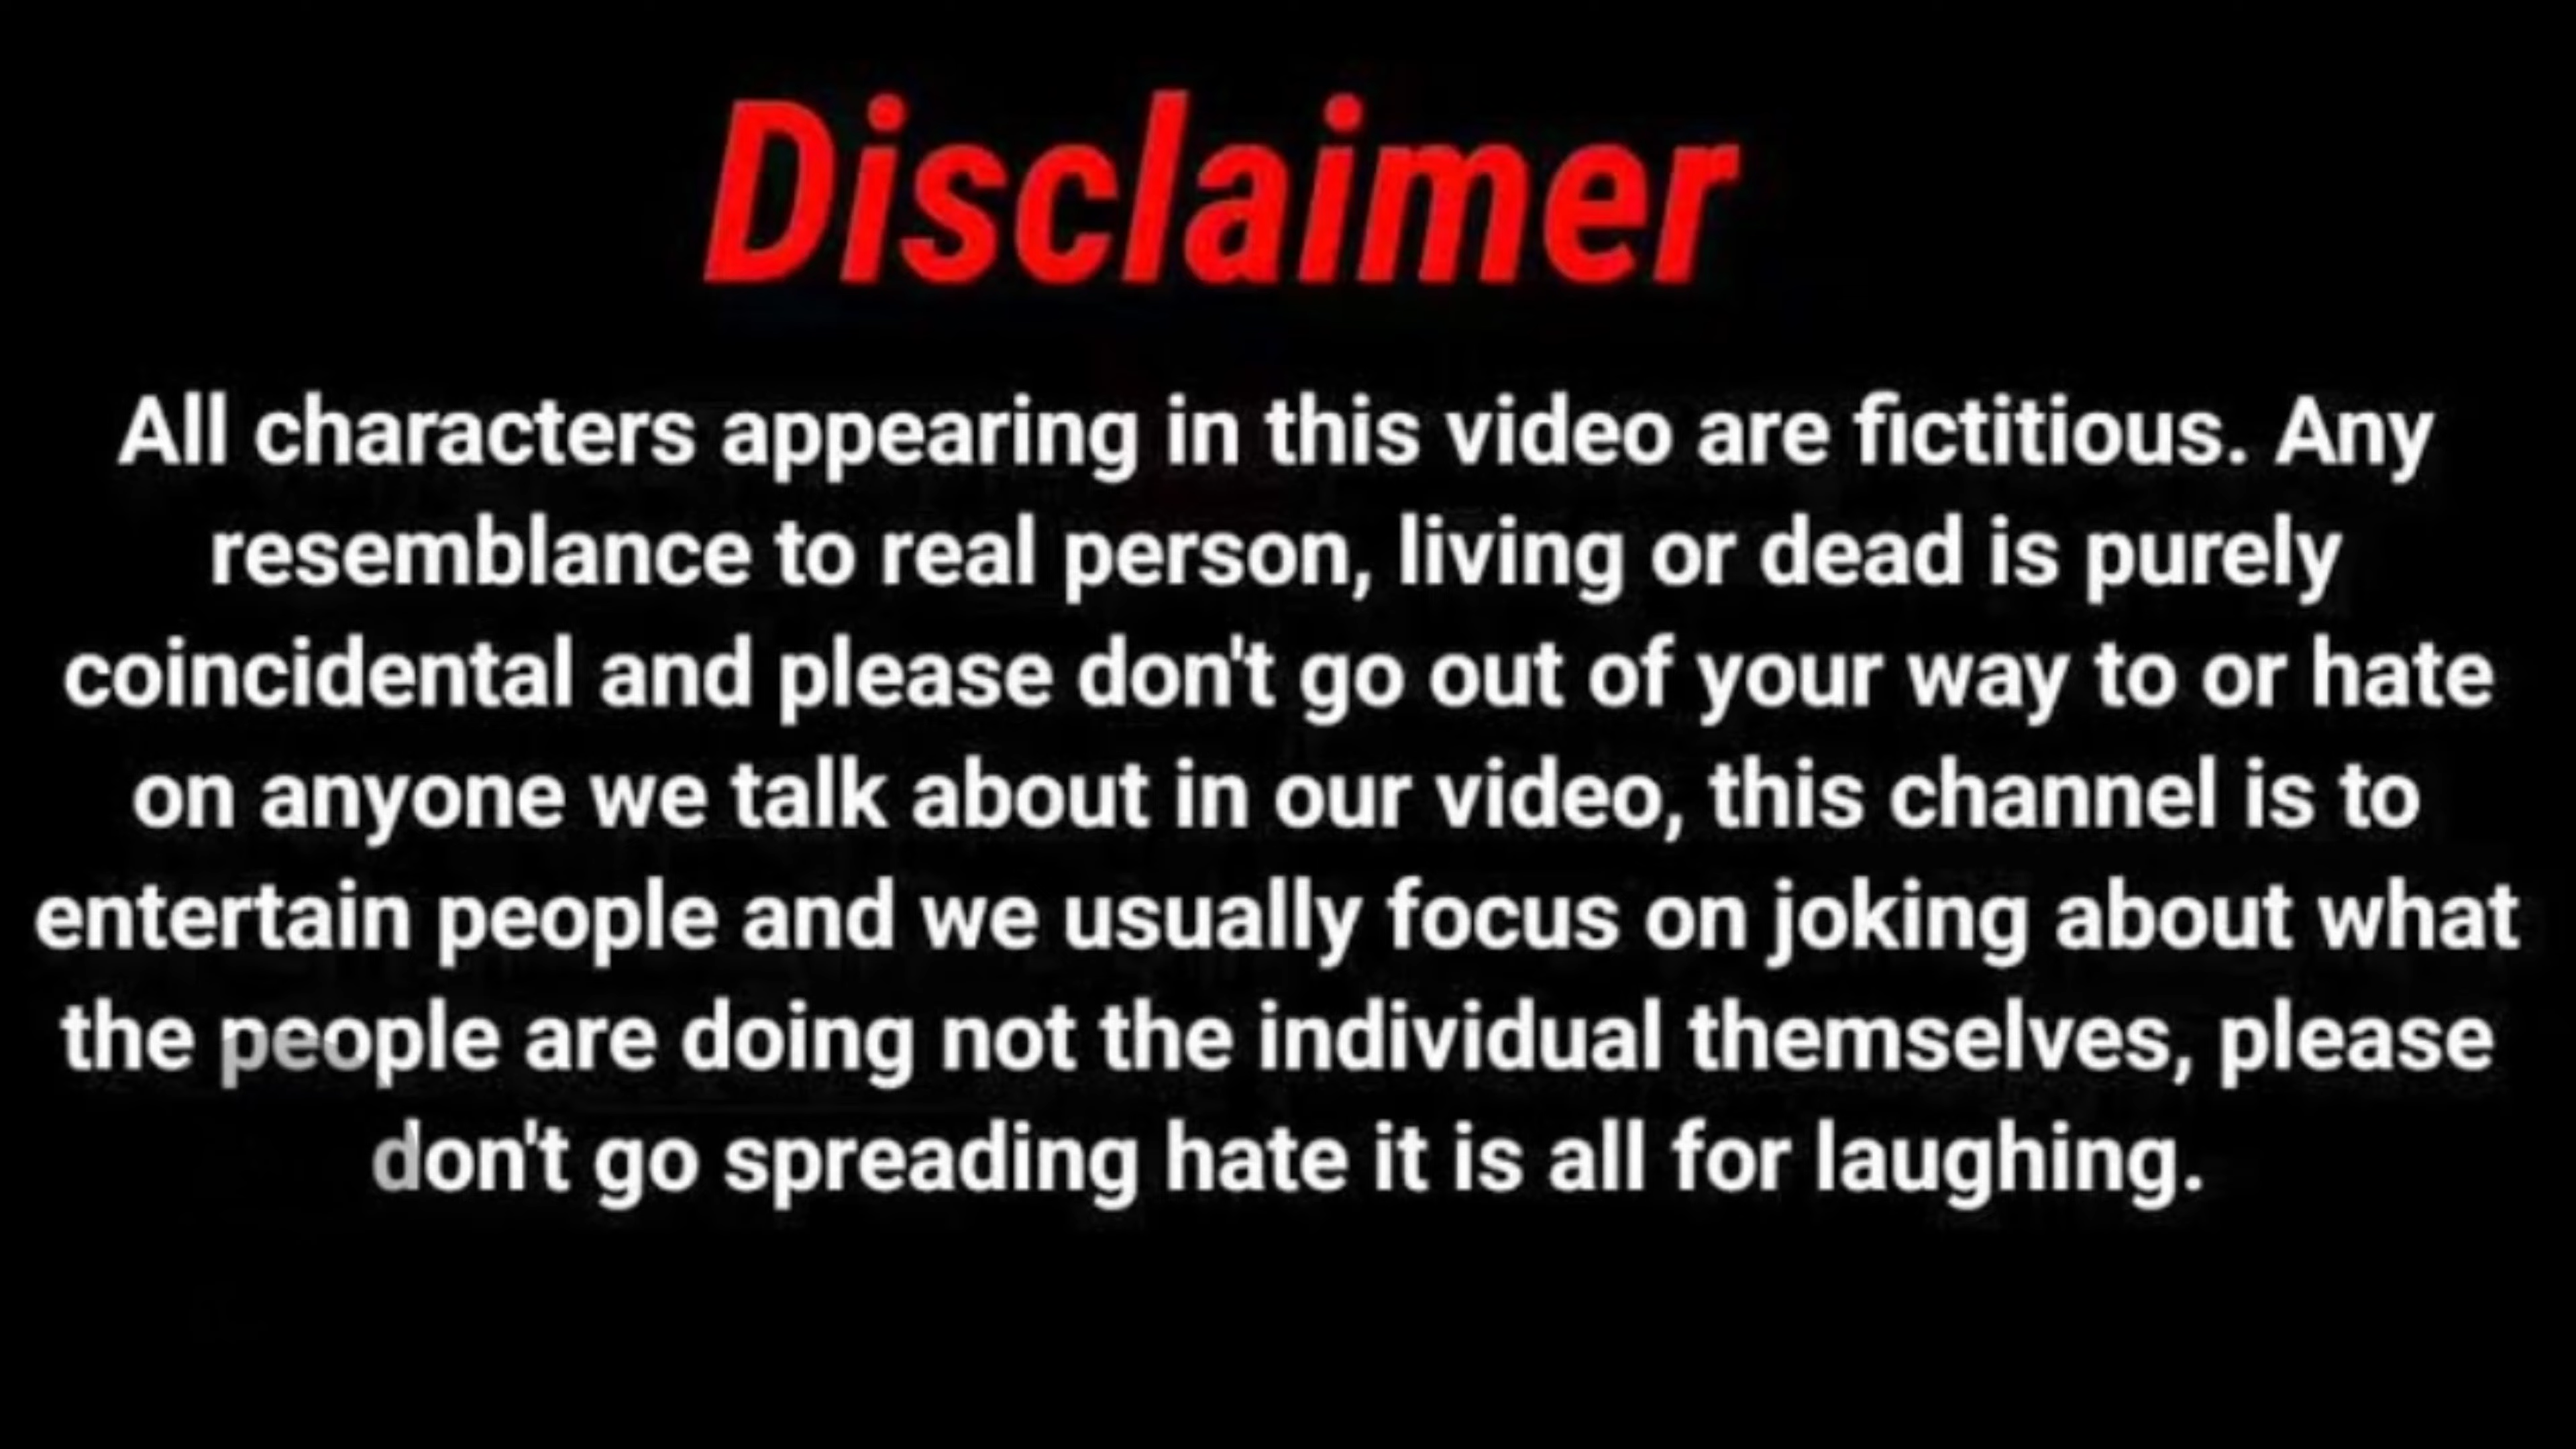 Disclaimer
All characters appearing in this video are fictitious. Any
resemblance to real person, living or dead is purely
coincidental and please don't go out of your way to or hate
on anyone we talk about in our video, this channel is to
entertain people and we usually focus on joking about what
the people are doing not the individual themselves, please
don't go spreading hate it is all for laughing.